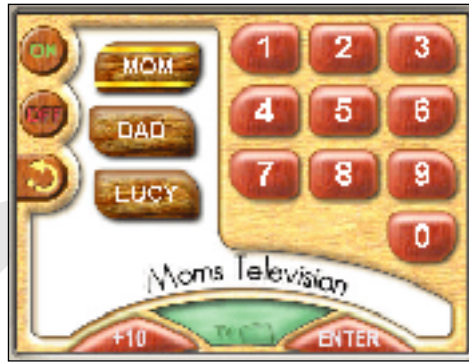 ON
MOM
1 2 3
OFF
DAD
4 5 6
LUCY
7 8 9
0
Moms Television
+10
ENTER